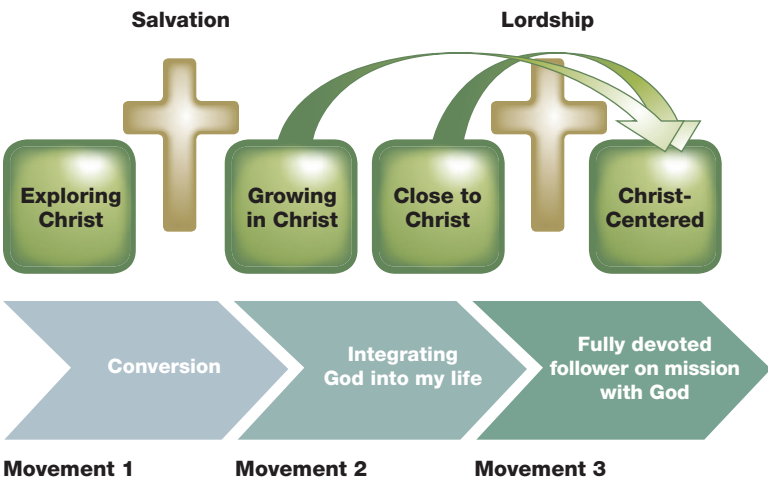 Salvation
Lordship
Exploring
Christ
Growing
in Christ
Close to
Christ
Christ-
Centered
Conversion
Integrating
God into my life
Fully devoted
follower on mission
with God
Movement 1
Movement 2
Movement 3